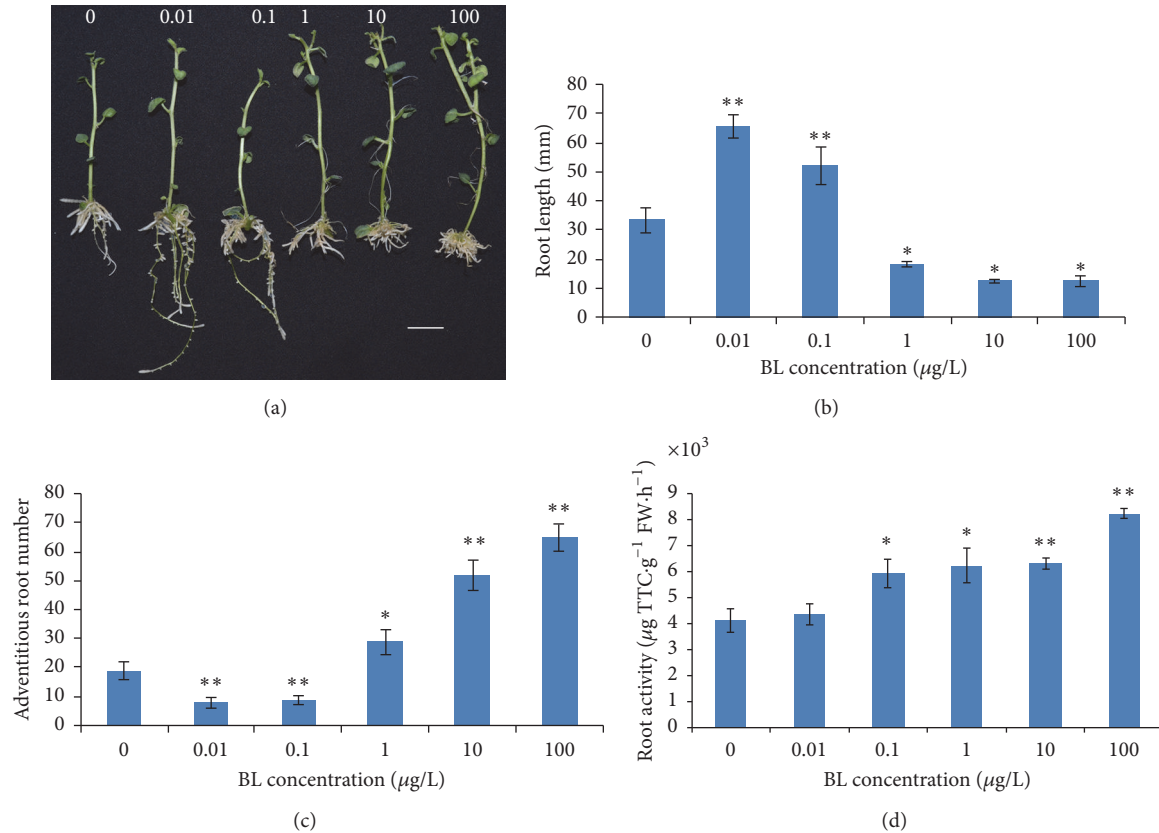 0 0.01 0.1 1 10 100
(a)
80
70
60
50
40
30
20
10
0
Root length (mm)
** ** * * *
0 0.01 0.1 1 10 100
BL concentration (μg/L)
(b)
80
70
60
50
40
30
20
10
0
Adventitious root number
** ** * ** **
0 0.01 0.1 1 10 100
BL concentration (μg/L)
(c)
×10³
9
8
7
6
5
4
3
2
1
0
Root activity (μg TTC·g⁻¹ FW·h⁻¹)
* * ** **
0 0.01 0.1 1 10 100
BL concentration (μg/L)
(d)